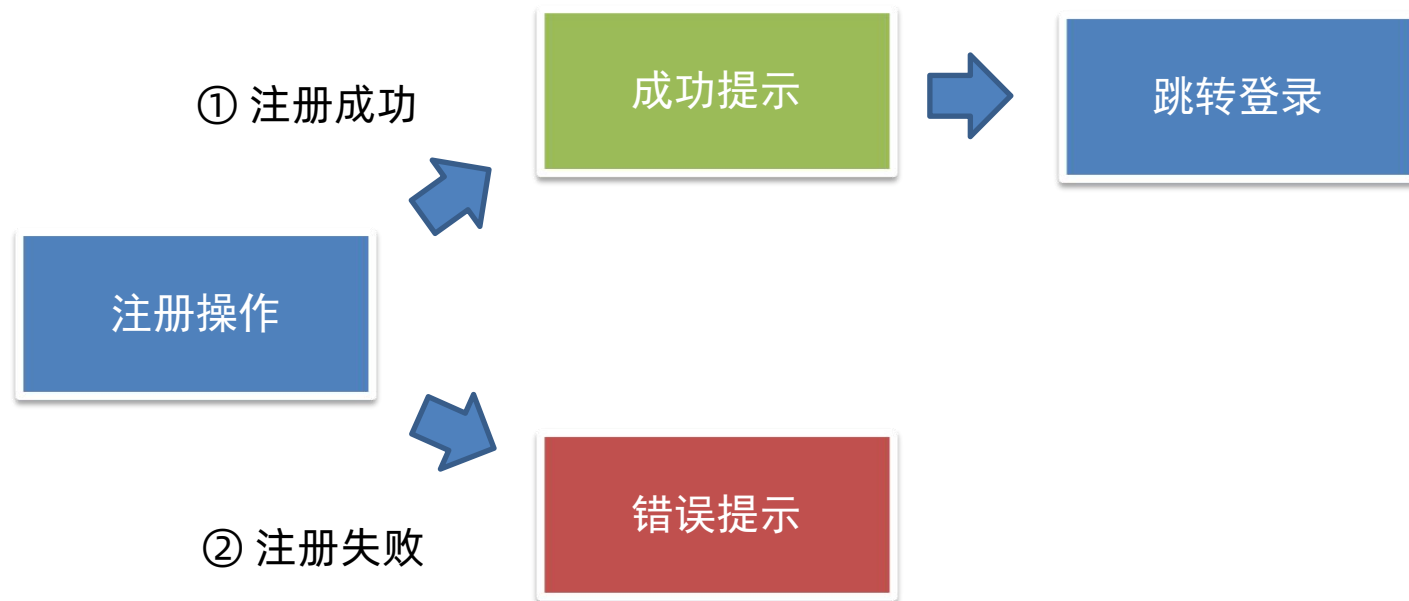 ① 注册成功
成功提示
跳转登录
注册操作
错误提示
② 注册失败